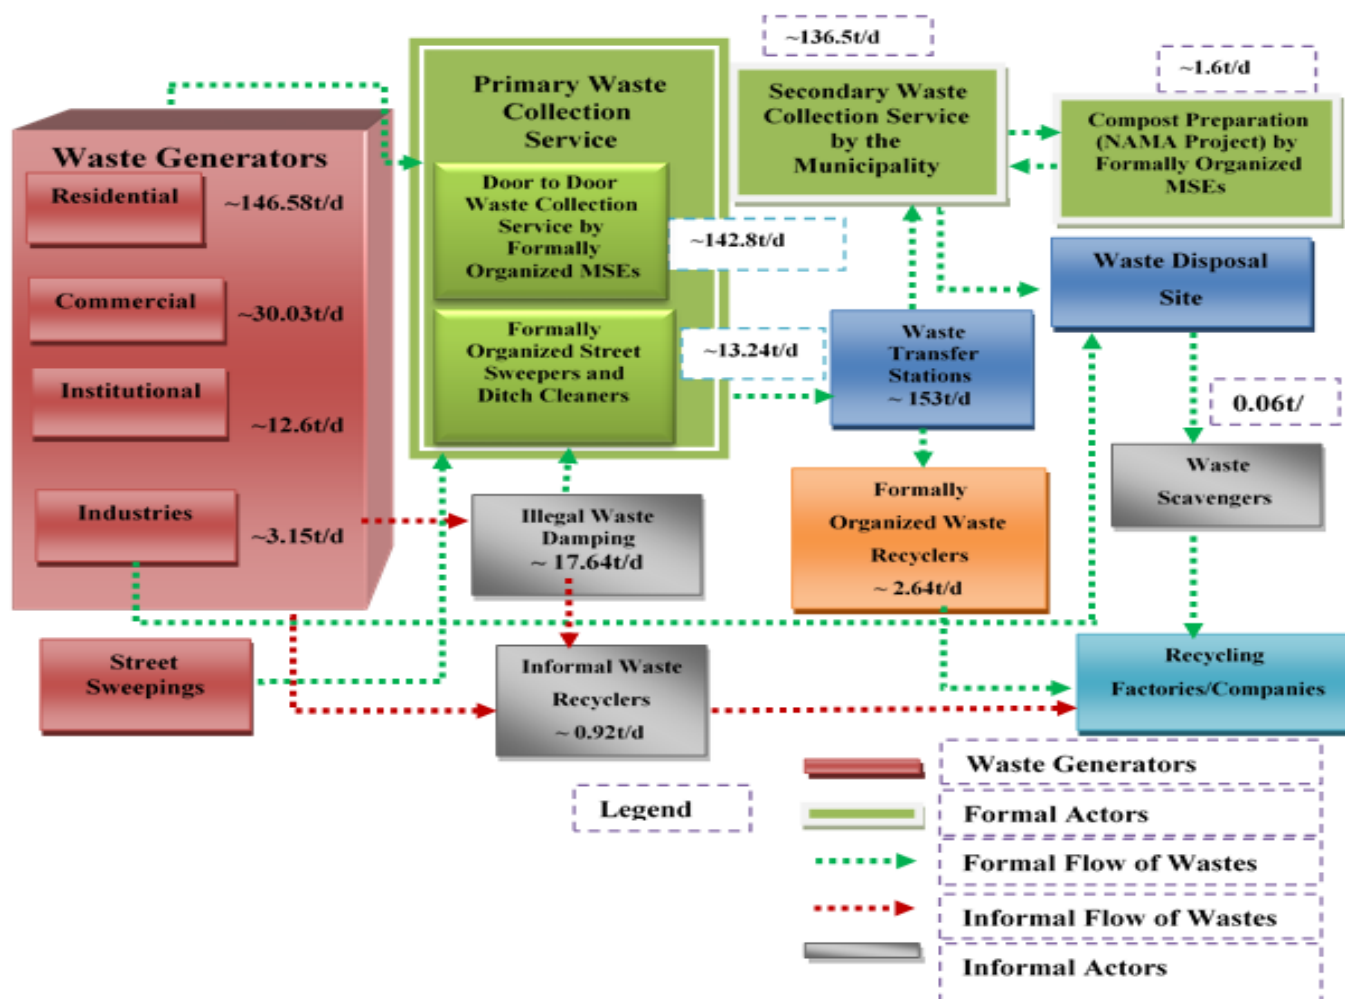 Waste Generators
Residential
~146.58t/d
Commercial
~30.03t/d
Institutional
~12.6t/d
Industries
~3.15t/d
Street
Sweepings
Primary Waste
Collection
Service
Door to Door
Waste Collection
Service by
Formally
Organized MSEs
~142.8t/d
Formally
Organized Street
Sweepers and
Ditch Cleaners
~13.24t/d
Illegal Waste
Damping
~ 17.64t/d
Informal Waste
Recyclers
~ 0.92t/d
~136.5t/d
Secondary Waste
Collection Service
by the
Municipality
~1.6t/d
Compost Preparation
(NAMA Project) by
Formally Organized
MSEs
Waste Disposal
Site
Waste
Transfer
Stations
~ 153t/d
0.06t/
Waste
Scavengers
Formally
Organized Waste
Recyclers
~ 2.64t/d
Recycling
Factories/Companies
Legend
Waste Generators
Formal Actors
Formal Flow of Wastes
Informal Flow of Wastes
Informal Actors